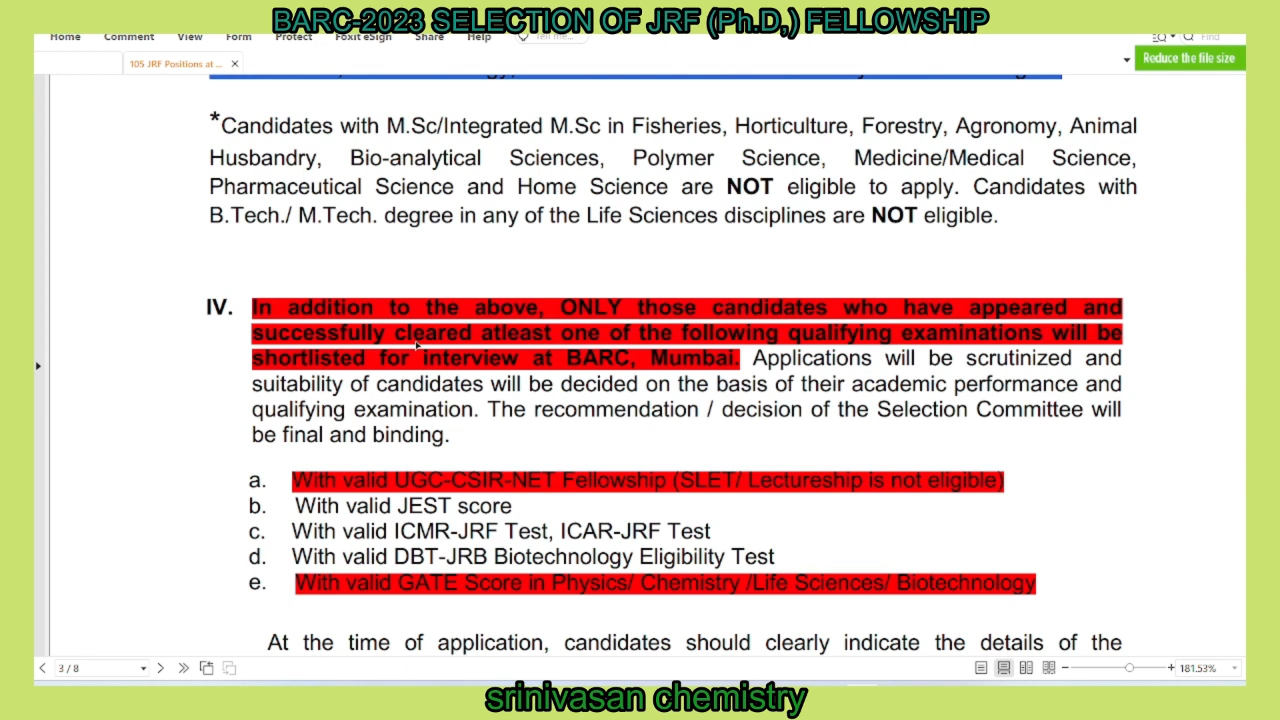 BARC-2023 SELECTION OF JRF (Ph.D,) FELLOWSHIP
Home Comment View Form Protect Foxit eSign Share Help Tell me... Find
105 JRF Positions at ... Reduce the file size
*Candidates with M.Sc/Integrated M.Sc in Fisheries, Horticulture, Forestry, Agronomy, Animal
Husbandry, Bio-analytical Sciences, Polymer Science, Medicine/Medical Science,
Pharmaceutical Science and Home Science are NOT eligible to apply. Candidates with
B.Tech./ M.Tech. degree in any of the Life Sciences disciplines are NOT eligible.
IV. In addition to the above, ONLY those candidates who have appeared and
successfully cleared atleast one of the following qualifying examinations will be
shortlisted for interview at BARC, Mumbai. Applications will be scrutinized and
suitability of candidates will be decided on the basis of their academic performance and
qualifying examination. The recommendation / decision of the Selection Committee will
be final and binding.
a. With valid UGC-CSIR-NET Fellowship (SLET/ Lectureship is not eligible)
b. With valid JEST score
c. With valid ICMR-JRF Test, ICAR-JRF Test
d. With valid DBT-JRB Biotechnology Eligibility Test
e. With valid GATE Score in Physics/ Chemistry /Life Sciences/ Biotechnology
At the time of application, candidates should clearly indicate the details of the
3 / 8 181.53%
srinivasan chemistry